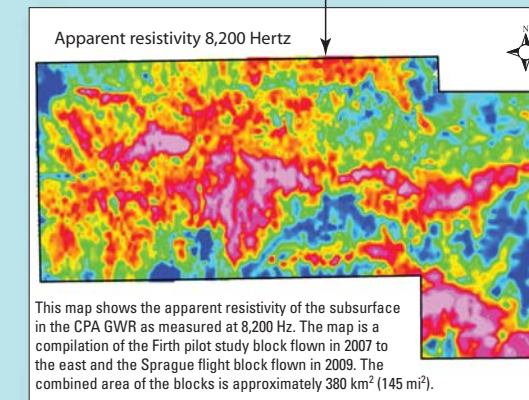 Apparent resistivity 8,200 Hertz
N
This map shows the apparent resistivity of the subsurface
in the CPA GWR as measured at 8,200 Hz. The map is a
compilation of the Firth pilot study block flown in 2007 to
the east and the Sprague flight block flown in 2009. The
combined area of the blocks is approximately 380 km² (145 mi²).